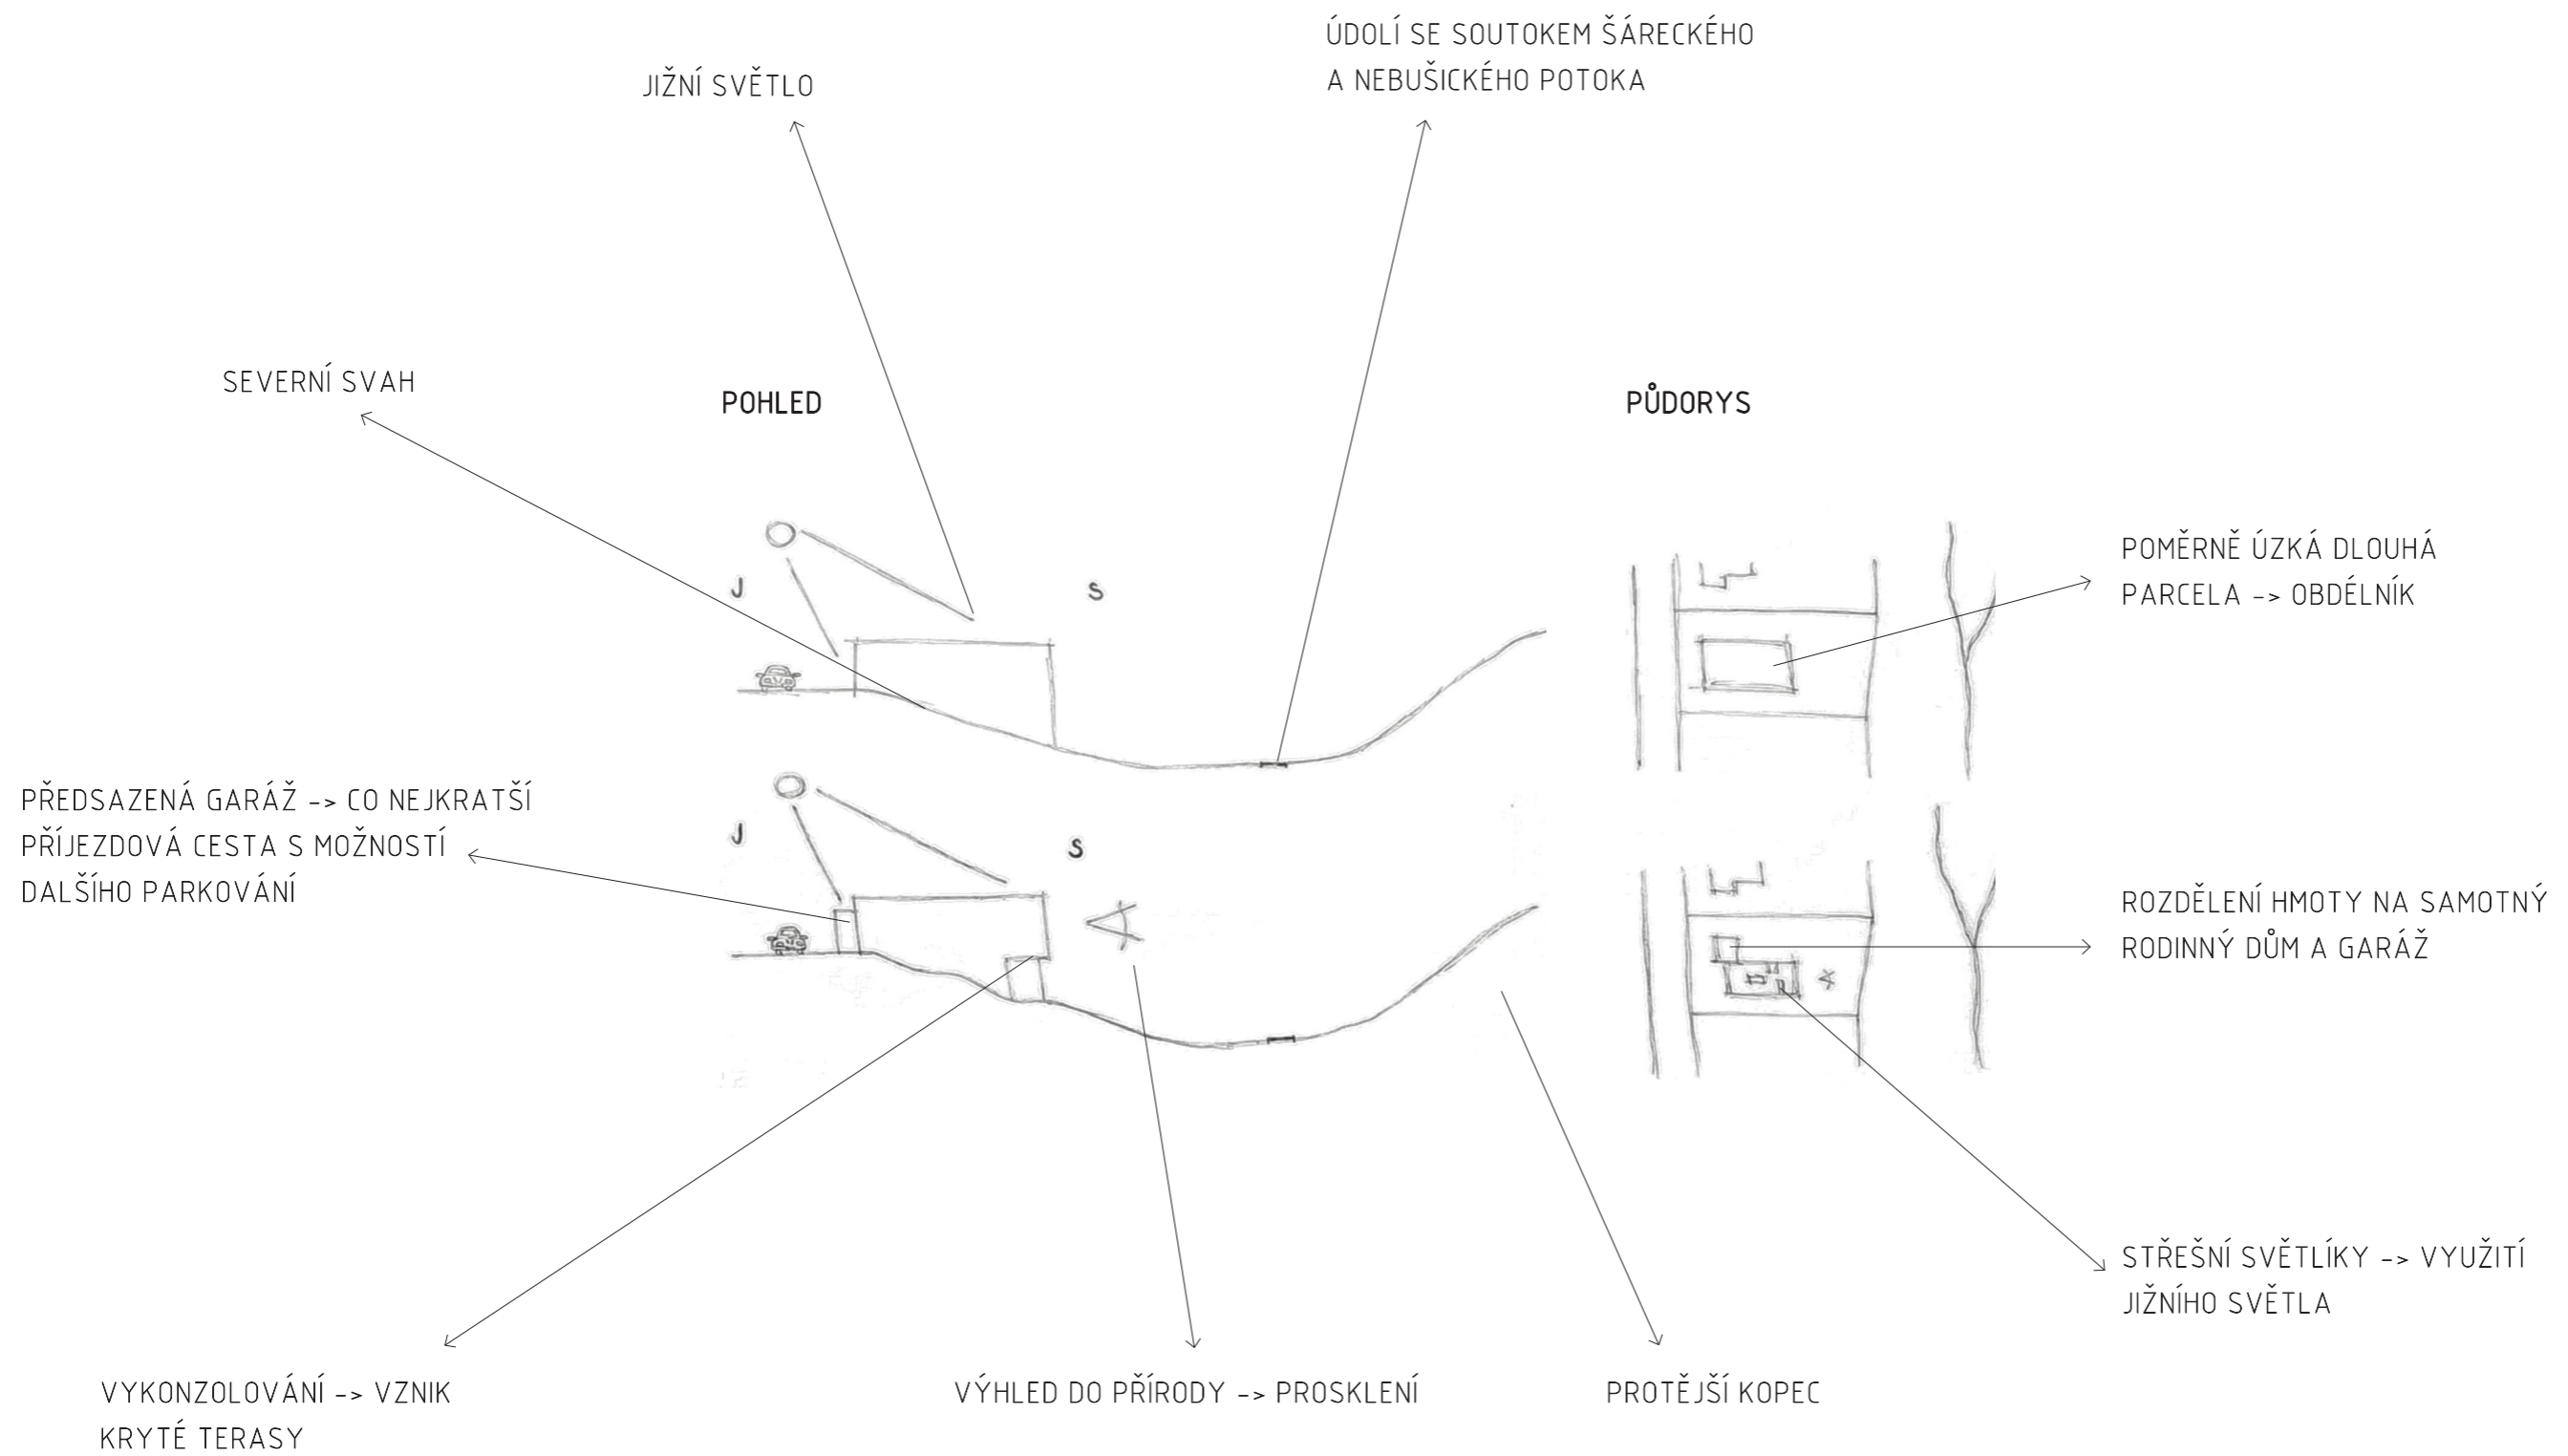 ÚDOLÍ SE SOUTOKEM ŠÁRECKÉHO
A NEBUŠICKÉHO POTOKA
JIŽNÍ SVĚTLO
SEVERNÍ SVAH
POHLED
PŮDORYS
J
S
POMĚRNĚ ÚZKÁ DLOUHÁ
PARCELA -> OBDÉLNÍK
PŘEDSAZENÁ GARÁŽ -> CO NEJKRATŠÍ
PŘÍJEZDOVÁ CESTA S MOŽNOSTÍ
DALŠÍHO PARKOVÁNÍ
J
S
ROZDĚLENÍ HMOTY NA SAMOTNÝ
RODINNÝ DŮM A GARÁŽ
STŘEŠNÍ SVĚTLÍKY -> VYUŽITÍ
JIŽNÍHO SVĚTLA
VYKONZOLOVÁNÍ -> VZNIK
KRYTÉ TERASY
VÝHLED DO PŘÍRODY -> PROSKLENÍ
PROTĚJŠÍ KOPEC